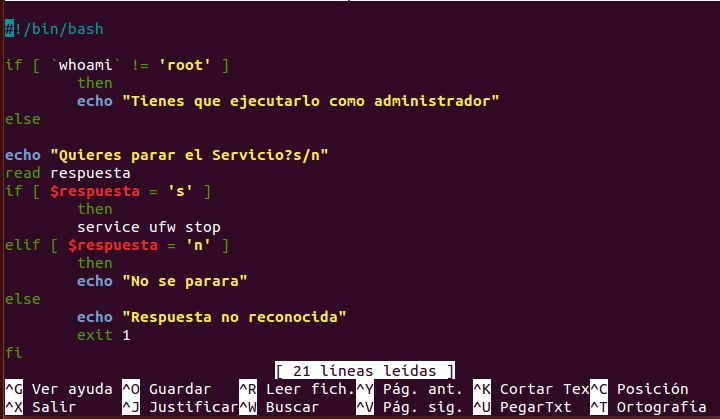 #!/bin/bash
if [ `whoami` != 'root' ]
then
echo "Tienes que ejecutarlo como administrador"
else
echo "Quieres parar el Servicio?s/n"
read respuesta
if [ $respuesta = 's' ]
then
service ufw stop
elif [ $respuesta = 'n' ]
then
echo "No se parara"
else
echo "Respuesta no reconocida"
exit 1
fi
[ 21 líneas leídas ]
^G Ver ayuda ^O Guardar ^R Leer fich. ^Y Pág. ant. ^K Cortar Tex ^C Posición
^X Salir ^J Justificar ^W Buscar ^V Pág. sig. ^U PegarTxt ^T Ortografía